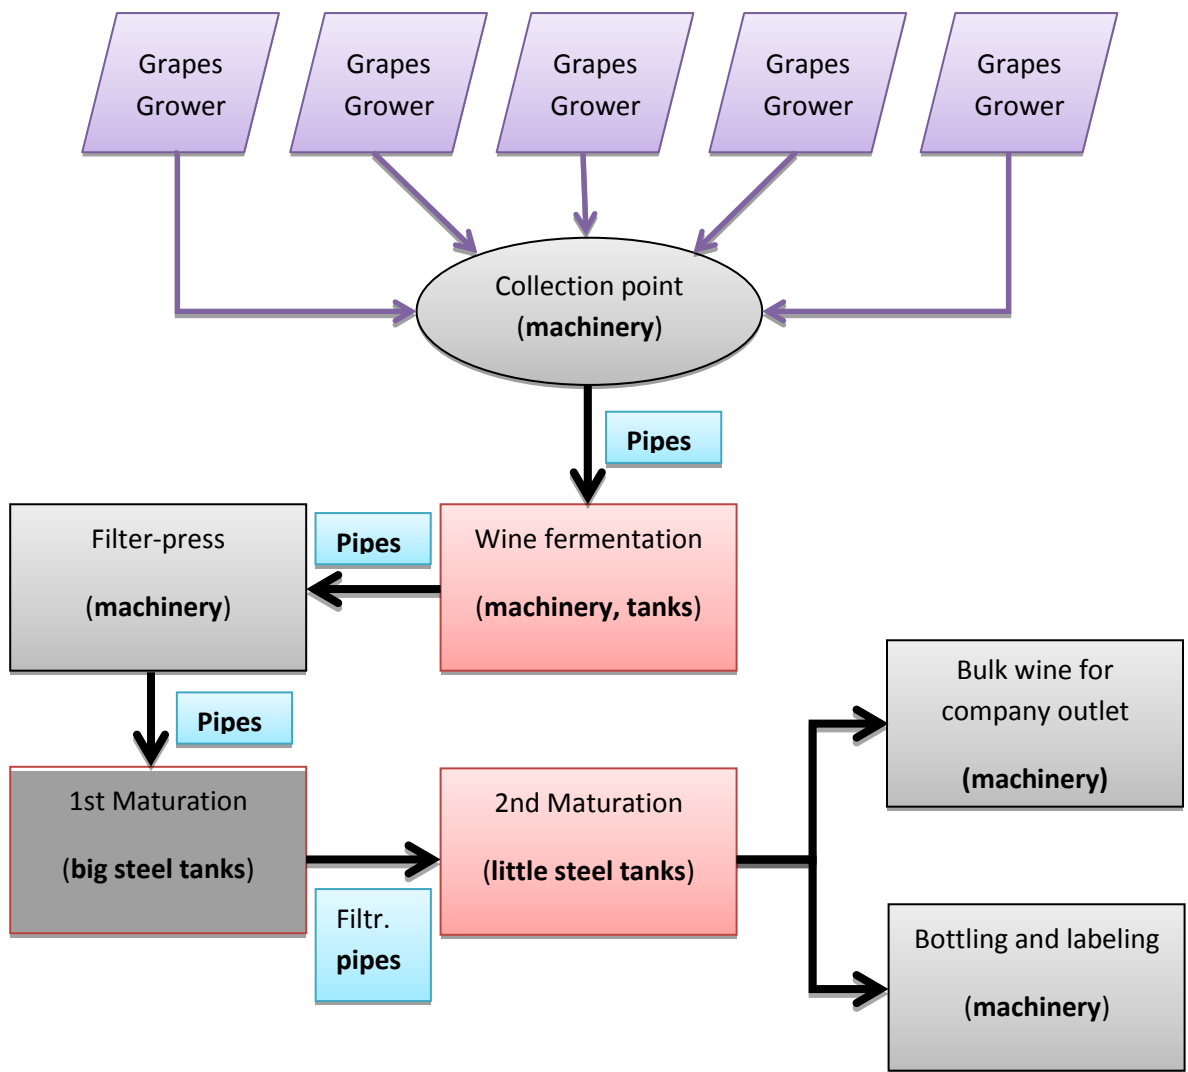 Grapes
Grower
Grapes
Grower
Grapes
Grower
Grapes
Grower
Grapes
Grower
Collection point
(machinery)
Pipes
Filter-press
(machinery)
Pipes
Wine fermentation
(machinery, tanks)
Pipes
Bulk wine for
company outlet
(machinery)
1st Maturation
(big steel tanks)
Filtr.
pipes
2nd Maturation
(little steel tanks)
Bottling and labeling
(machinery)